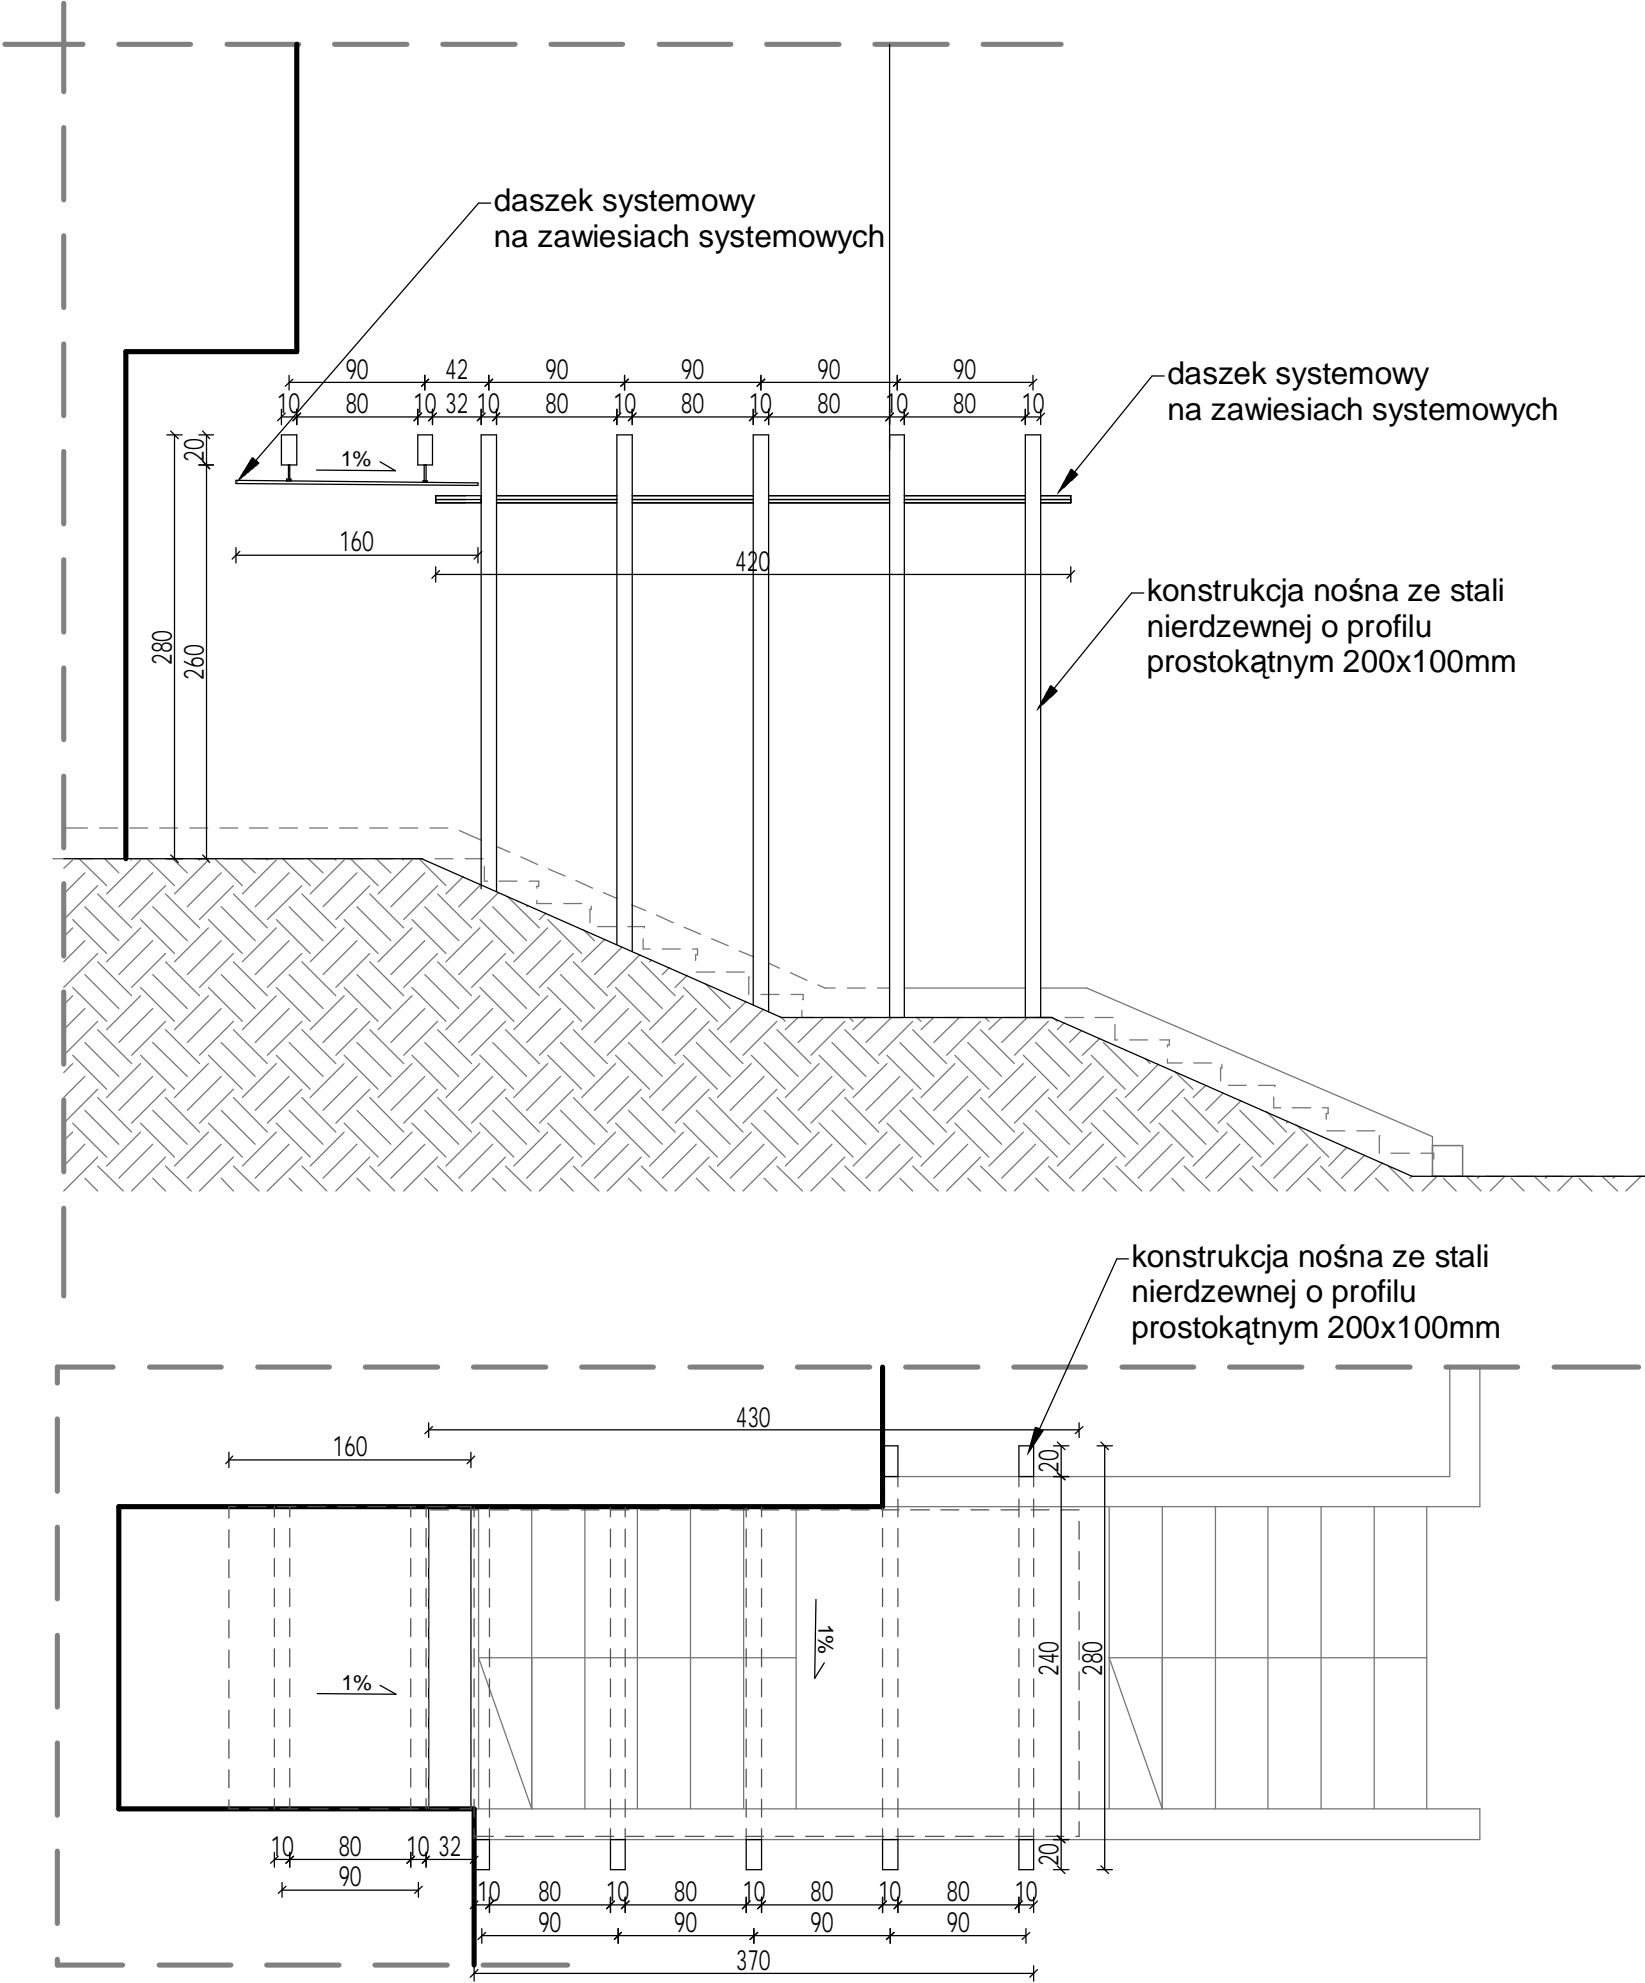 daszek systemowy
na zawiesiach systemowych
daszek systemowy
na zawiesiach systemowych
90 42 90 90 90 90
10 80 10 32 10 80 10 80 10 80 10 80 10
20
1%
160
420
280
260
konstrukcja nośna ze stali
nierdzewnej o profilu
prostokątnym 200x100mm
konstrukcja nośna ze stali
nierdzewnej o profilu
prostokątnym 200x100mm
430
160
20
240
280
1%
1%
20
10 80 10 32
90
10 80 10 80 10 80 10 80 10
90 90 90 90
370